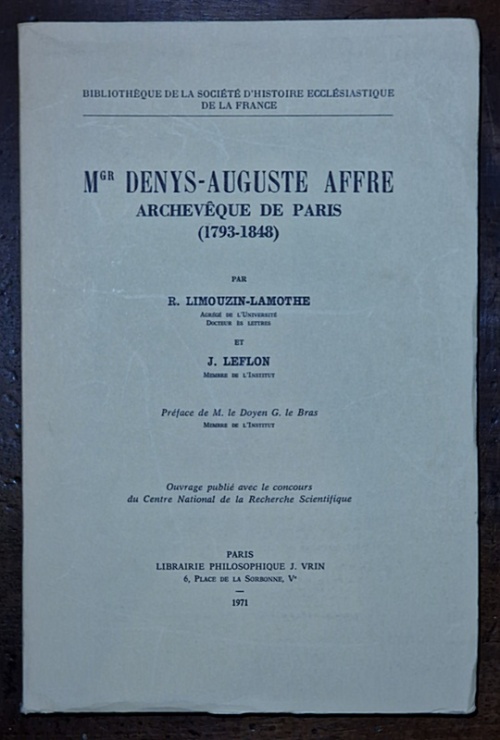 BIBLIOTHÈQUE DE LA SOCIÉTÉ D'HISTOIRE ECCLÉSIASTIQUE
DE LA FRANCE
MGR DENYS-AUGUSTE AFFRE
ARCHEVÊQUE DE PARIS
(1793-1848)
PAR
R. LIMOUZIN-LAMOTHE
AGRÉGÉ DE L'UNIVERSITÉ
DOCTEUR ÈS LETTRES
ET
J. LEFLON
MEMBRE DE L'INSTITUT
Préface de M. le Doyen G. le Bras
MEMBRE DE L'INSTITUT
Ouvrage publié avec le concours
du Centre National de la Recherche Scientifique
PARIS
LIBRAIRIE PHILOSOPHIQUE J. VRIN
6, PLACE DE LA SORBONNE, Ve
—
1971